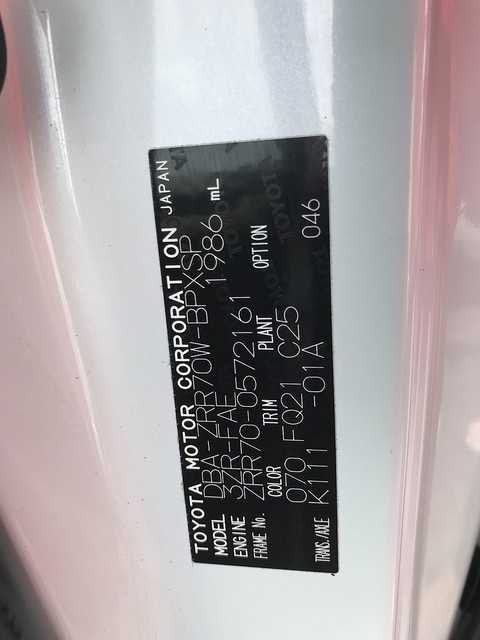 TOYOTA MOTOR CORPORATION JAPAN
MODEL DBA-ZRR70W-BPXSP
ENGINE 3ZR-FAE 1986 mL
FRAME No. ZRR70-0572161
COLOR TRIM PLANT OPTION
070 FQ21 C25 046
TRANS./AXLE K111 -01A